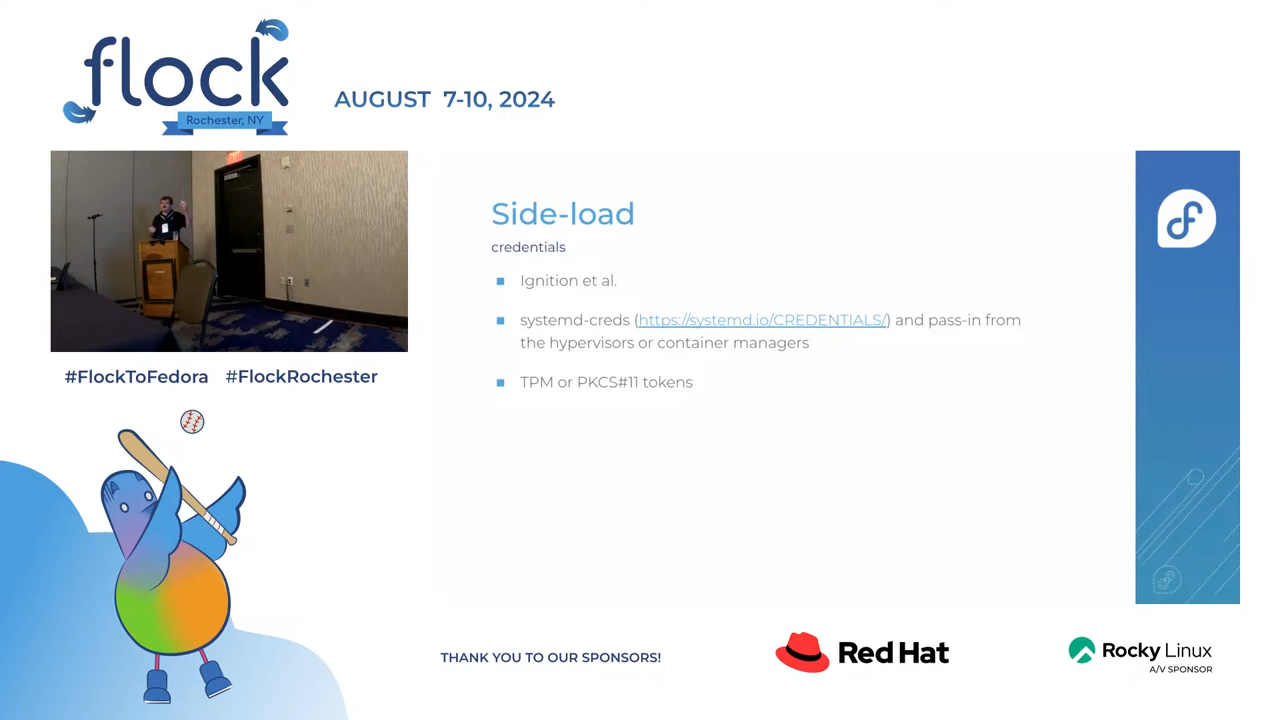 flock
Rochester, NY
AUGUST 7-10, 2024
Side-load
credentials
Ignition et al.
systemd-creds (https://systemd.io/CREDENTIALS/) and pass-in from
the hypervisors or container managers
TPM or PKCS#11 tokens
#FlockToFedora #FlockRochester
THANK YOU TO OUR SPONSORS!
Red Hat
Rocky Linux
A/V SPONSOR